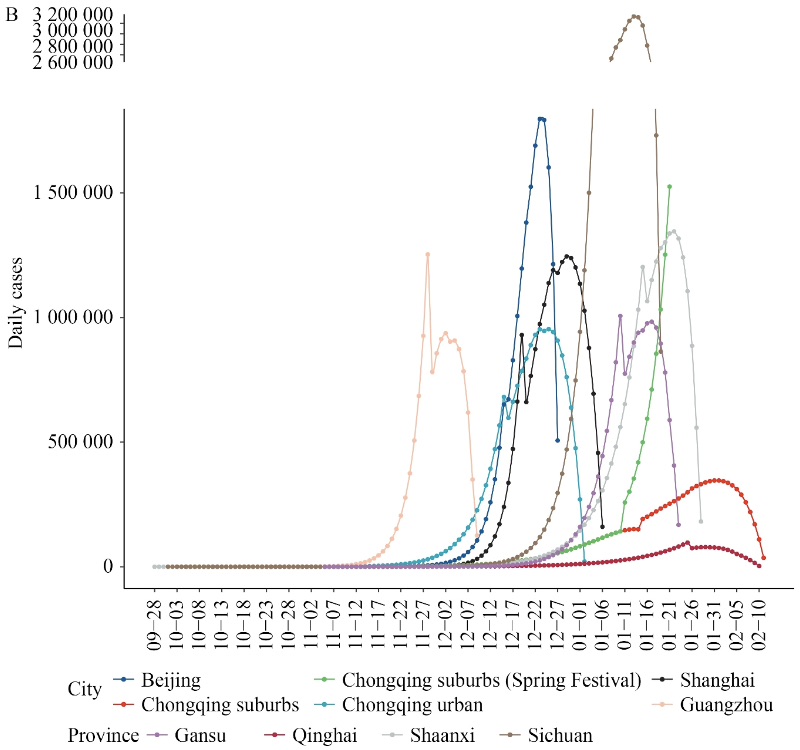 B
3 200 000
3 000 000
2 800 000
2 600 000
1 500 000
1 000 000
500 000
0
Daily cases
09−28
10−03
10−08
10−13
10−18
10−23
10−28
11−02
11−07
11−12
11−17
11−22
11−27
12−02
12−07
12−12
12−17
12−22
12−27
01−01
01−06
01−11
01−16
01−21
01−26
01−31
02−05
02−10
City
Beijing Chongqing suburbs (Spring Festival) Shanghai
Chongqing suburbs Chongqing urban Guangzhou
Province Gansu Qinghai Shaanxi Sichuan